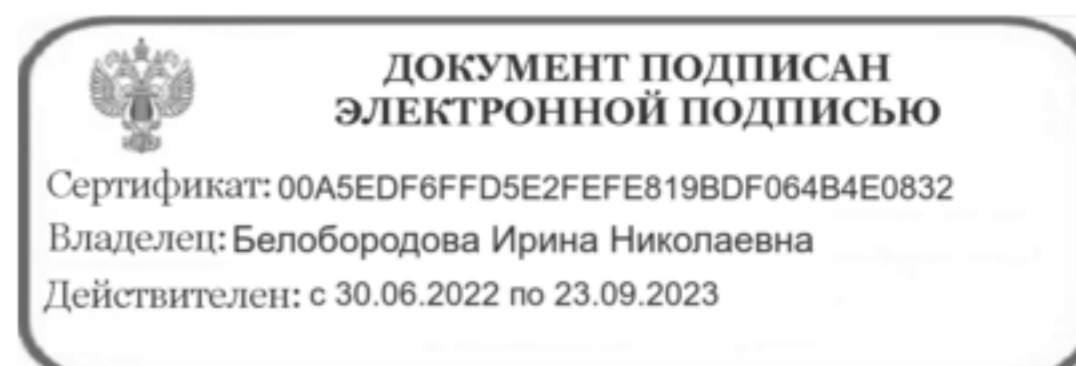 ДОКУМЕНТ ПОДПИСАН
ЭЛЕКТРОННОЙ ПОДПИСЬЮ
Сертификат: 00A5EDF6FFD5E2FEFE819BDF064B4E0832
Владелец: Белобородова Ирина Николаевна
Действителен: с 30.06.2022 по 23.09.2023